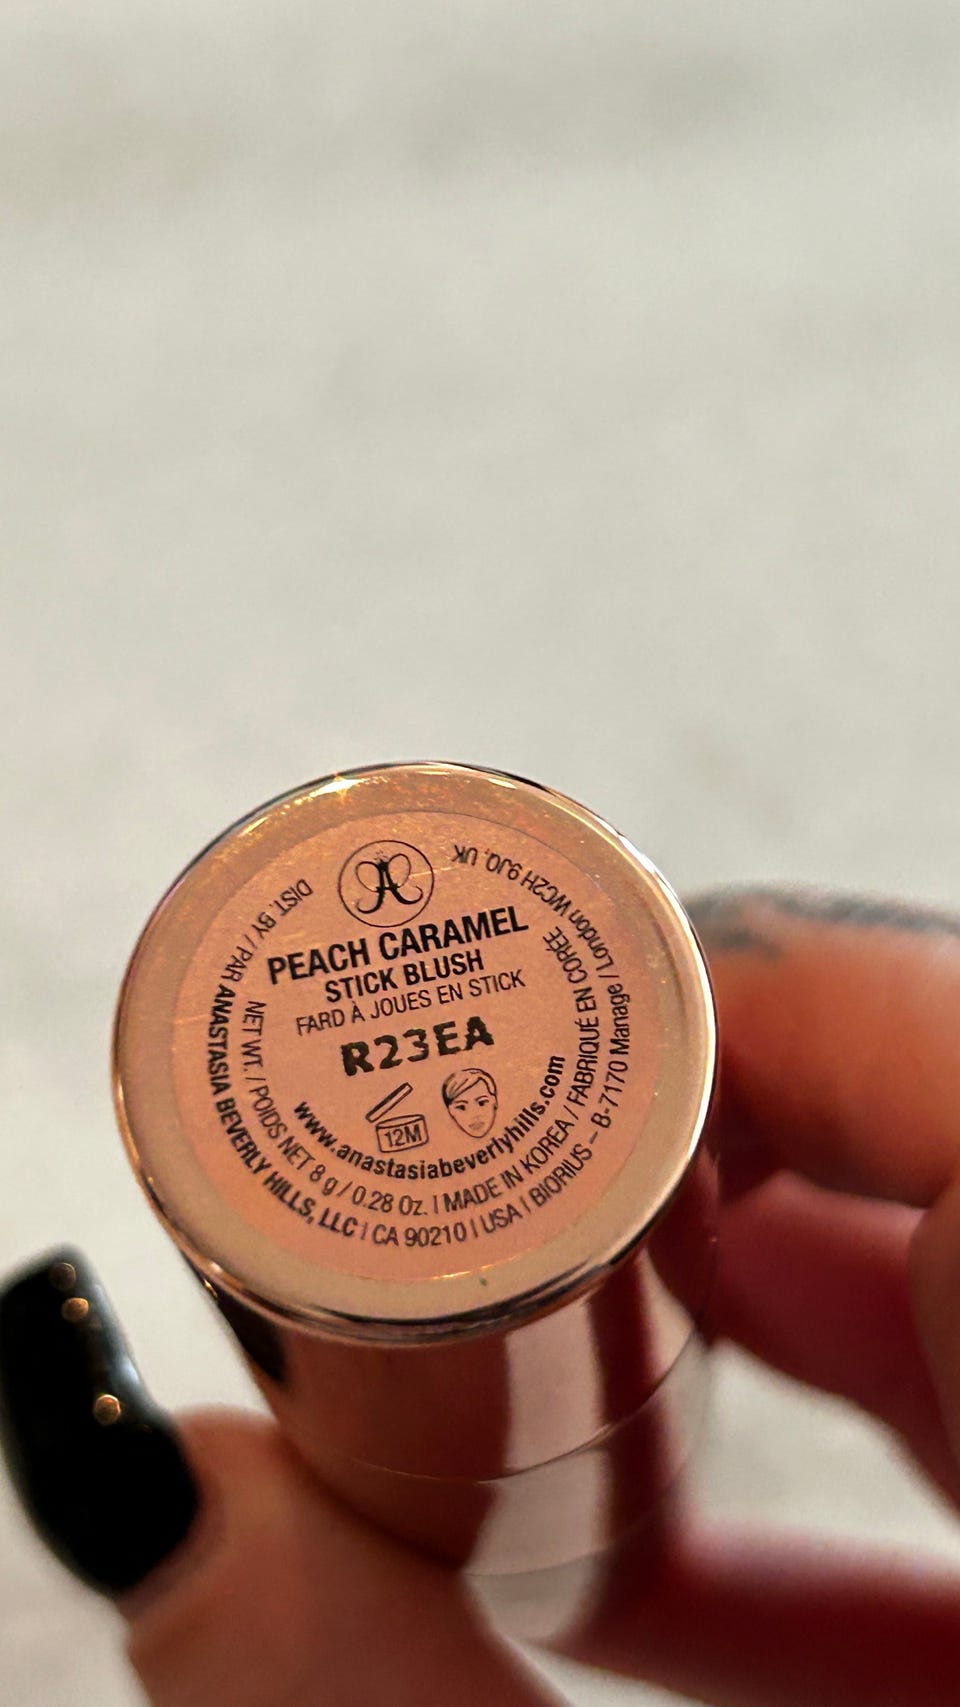 PEACH CARAMEL
STICK BLUSH
FARD À JOUES EN STICK
R23EA
12M
www.anastasiabeverlyhills.com
NET WT. / POIDS NET 8 g / 0.28 Oz. | MADE IN KOREA / FABRIQUÉ EN CORÉE
DIST. BY / PAR ANASTASIA BEVERLY HILLS, LLC | CA 90210 | USA | BIORIUS – B-7170 Manage / London WC2H 9JQ, UK